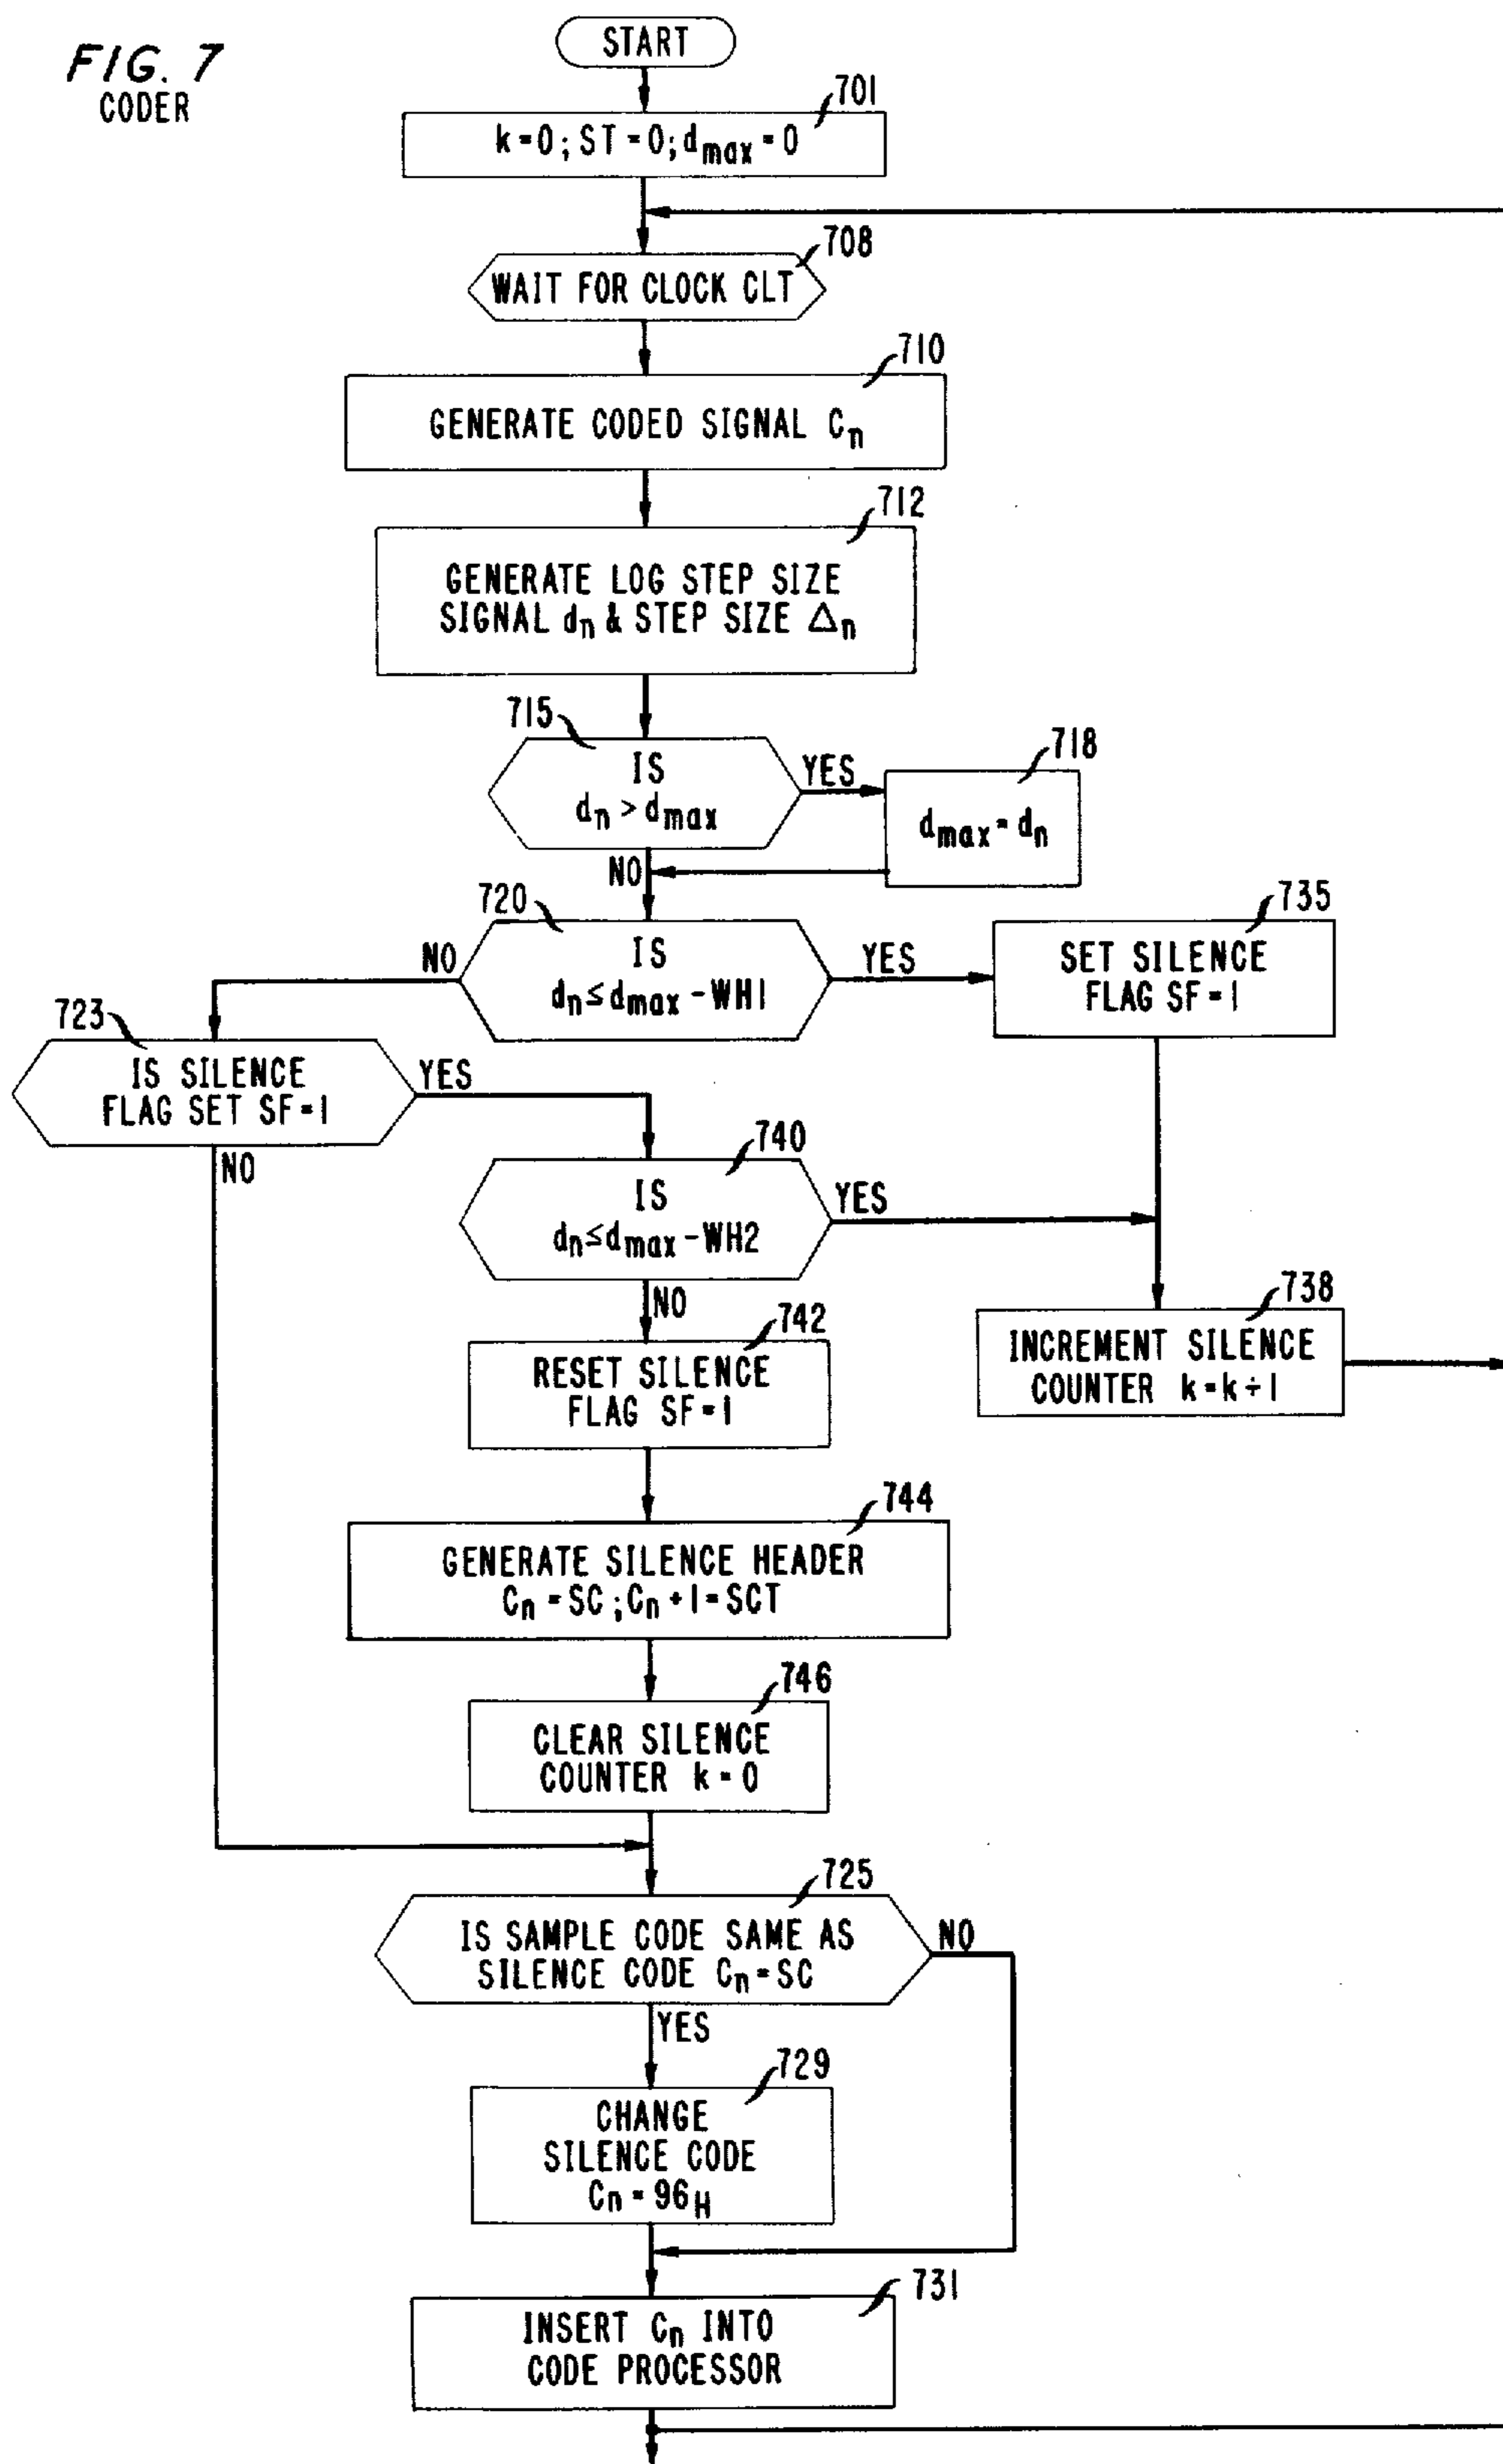 FIG. 7
CODER
START
701
k=0; ST=0; dmax=0
708
WAIT FOR CLOCK CLT
710
GENERATE CODED SIGNAL Cn
712
GENERATE LOG STEP SIZE
SIGNAL dn & STEP SIZE Δn
715
IS
dn > dmax
YES
718
dmax = dn
NO
720
IS
dn ≤ dmax - WH1
NO
YES
735
SET SILENCE
FLAG SF=1
723
IS SILENCE
FLAG SET SF=1
YES
NO
740
IS
dn ≤ dmax - WH2
YES
NO
738
INCREMENT SILENCE
COUNTER k=k+1
742
RESET SILENCE
FLAG SF=1
744
GENERATE SILENCE HEADER
Cn = SC; Cn + 1 = SCT
746
CLEAR SILENCE
COUNTER k = 0
725
IS SAMPLE CODE SAME AS
SILENCE CODE Cn = SC
NO
YES
729
CHANGE
SILENCE CODE
Cn = 96H
731
INSERT Cn INTO
CODE PROCESSOR